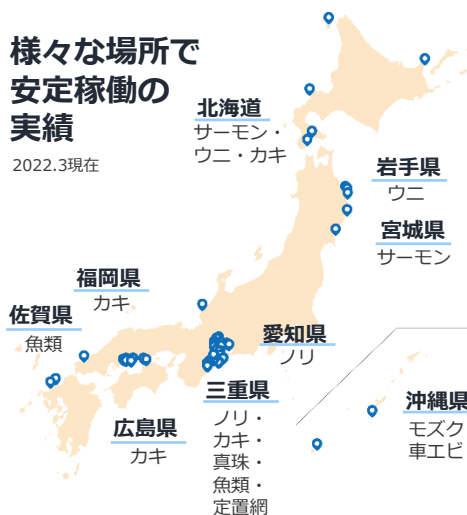 様々な場所で
安定稼働の
実績
2022.3現在
北海道
サーモン・
ウニ・カキ
岩手県
ウニ
宮城県
サーモン
福岡県
カキ
佐賀県
魚類
愛知県
ノリ
三重県
ノリ・
カキ・
真珠・
魚類・
定置網
広島県
カキ
沖縄県
モズク
車エビ